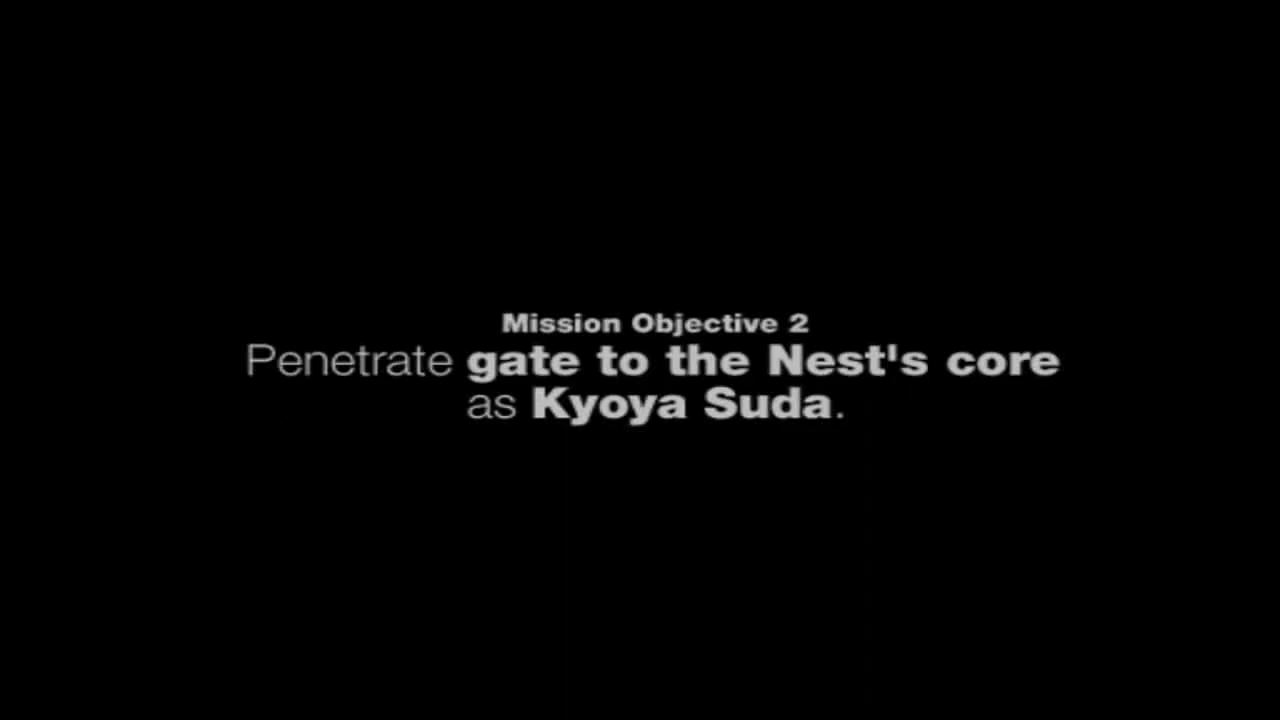 Mission Objective 2
Penetrate gate to the Nest's core
as Kyoya Suda.